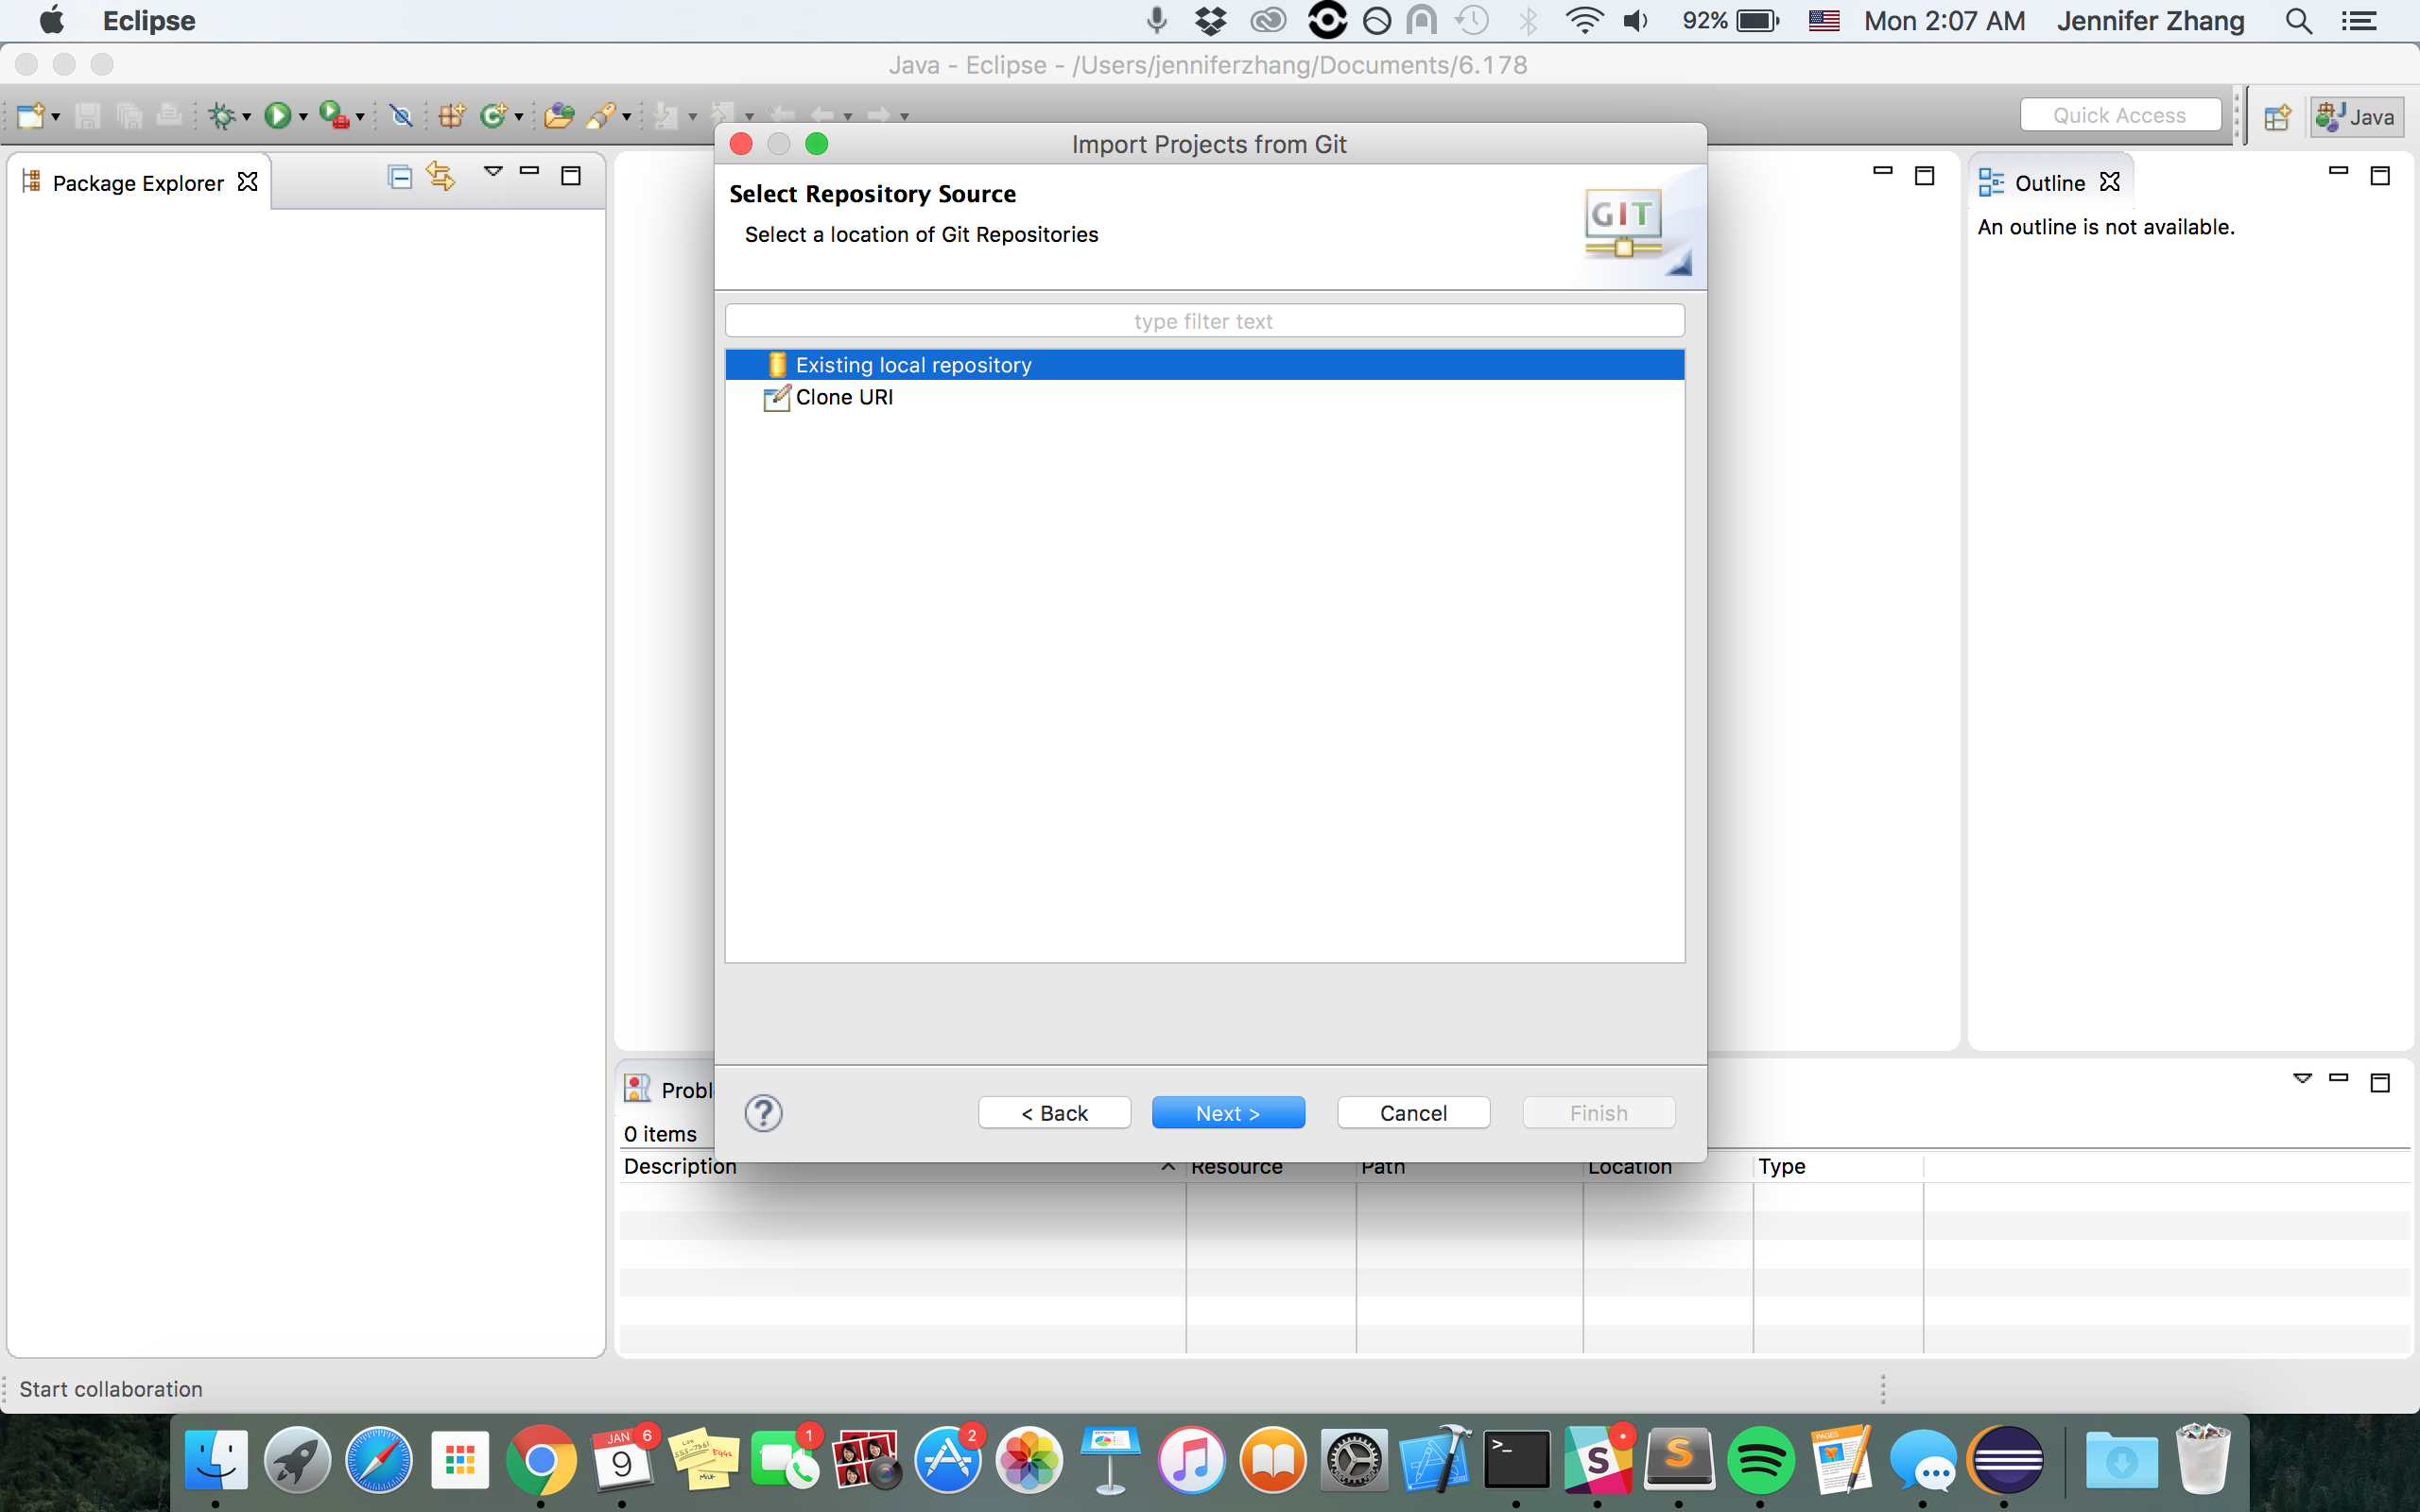 Eclipse
92%
Mon 2:07 AM
Jennifer Zhang
Java - Eclipse - /Users/jenniferzhang/Documents/6.178
Quick Access
Java
Package Explorer
Import Projects from Git
Select Repository Source
Select a location of Git Repositories
GIT
Outline
An outline is not available.
type filter text
Existing local repository
Clone URI
< Back
Next >
Cancel
Finish
?
Probl
0 items
Description
Resource
Path
Location
Type
Start collaboration
JAN
9
6
1
2
EGGS
Milk
>_
S
S
PAGES